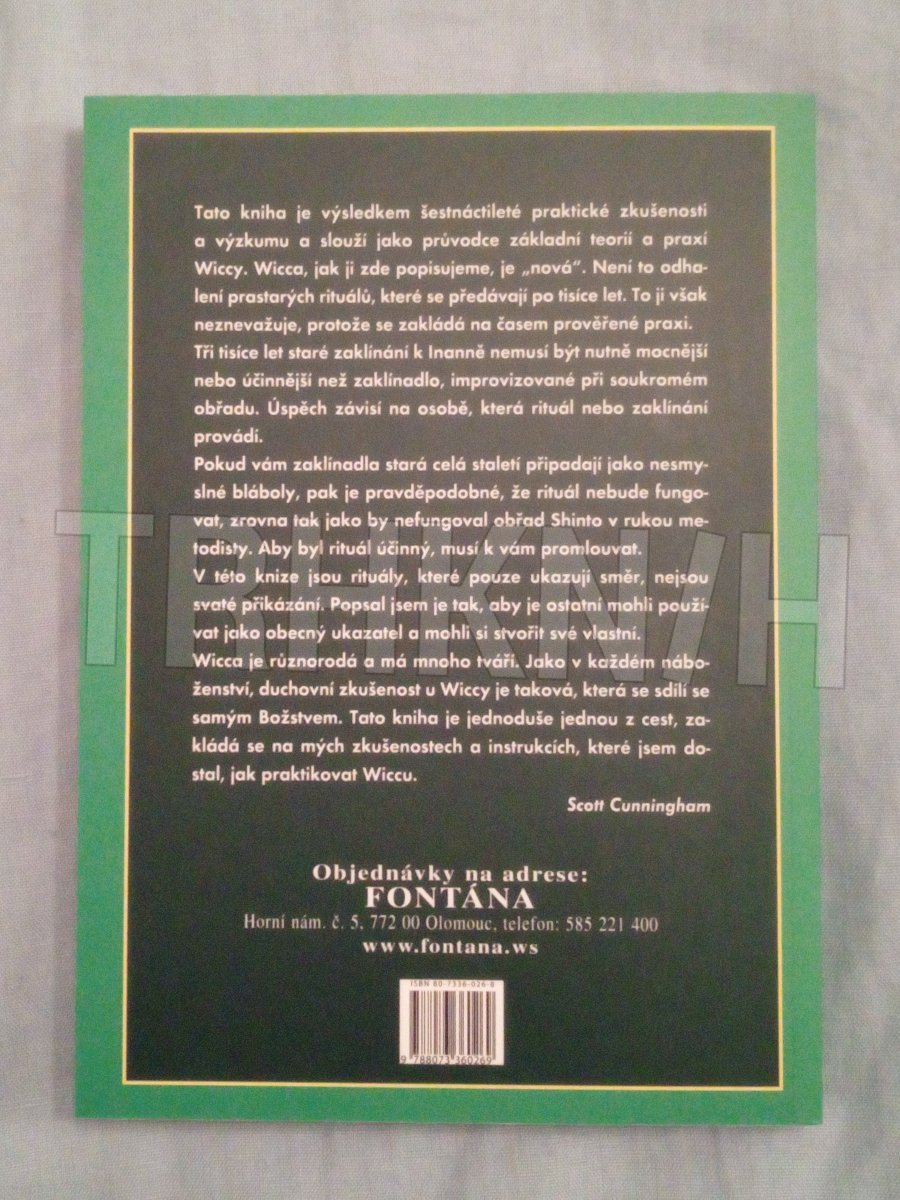 Tato kniha je výsledkem šestnáctileté praktické zkušenosti
a výzkumu a slouží jako průvodce základní teorií a praxí
Wiccy. Wicca, jak ji zde popisujeme, je „nová“. Není to odha-
lení prastarých rituálů, které se předávají po tisíce let. To ji však
neznevažuje, protože se zakládá na časem prověřené praxi.
Tři tisíce let staré zaklínání k Inanně nemusí být nutně mocnější
nebo účinnější než zaklínadlo, improvizované při soukromém
obřadu. Úspěch závisí na osobě, která rituál nebo zaklínání
provádí.
Pokud vám zaklínadla stará celá staletí připadají jako nesmy-
slné bláboly, pak je pravděpodobné, že rituál nebude fungo-
vat, zrovna tak jako by nefungoval obřad Shinto v rukou me-
todisty. Aby byl rituál účinný, musí k vám promlouvat.
V této knize jsou rituály, které pouze ukazují směr, nejsou
svaté přikázání. Popsal jsem je tak, aby je ostatní mohli použí-
vat jako obecný ukazatel a mohli si stvořit své vlastní.
Wicca je různorodá a má mnoho tváří. Jako v každém nábo-
ženství, duchovní zkušenost u Wiccy je taková, která se sdílí se
samým Božstvem. Tato kniha je jednoduše jednou z cest, za-
kládá se na mých zkušenostech a instrukcích, které jsem do-
stal, jak praktikovat Wiccu.
Scott Cunningham
Objednávky na adrese:
FONTÁNA
Horní nám. č. 5, 772 00 Olomouc, telefon: 585 221 400
www.fontana.ws
ISBN 80-7336-026-8
9 788073 360269
TRHKN/H